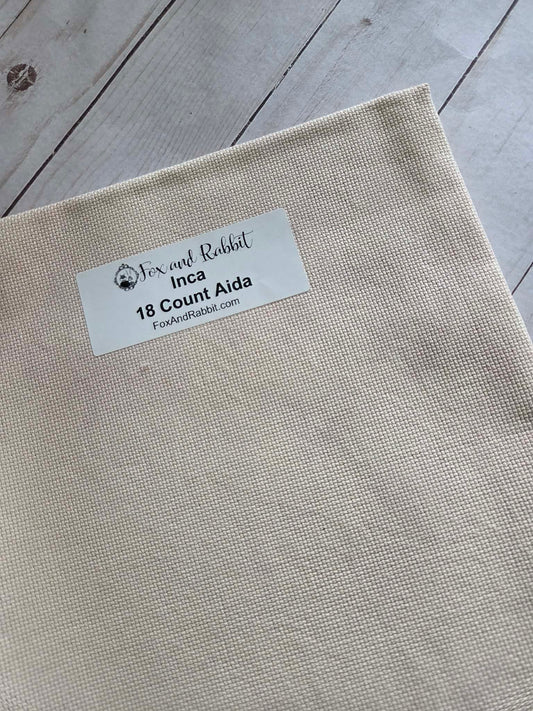 Fox and Rabbit
Inca
18 Count Aida
FoxAndRabbit.com